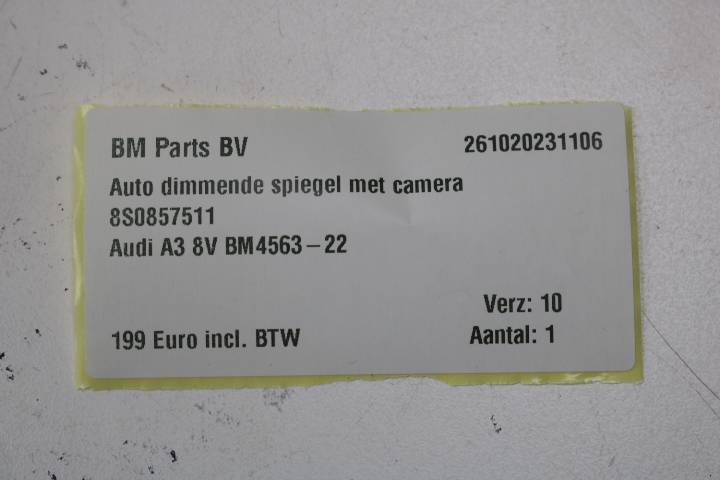 BM Parts BV 261020231106
Auto dimmende spiegel met camera
8S0857511
Audi A3 8V BM4563-22
Verz: 10
199 Euro incl. BTW Aantal: 1